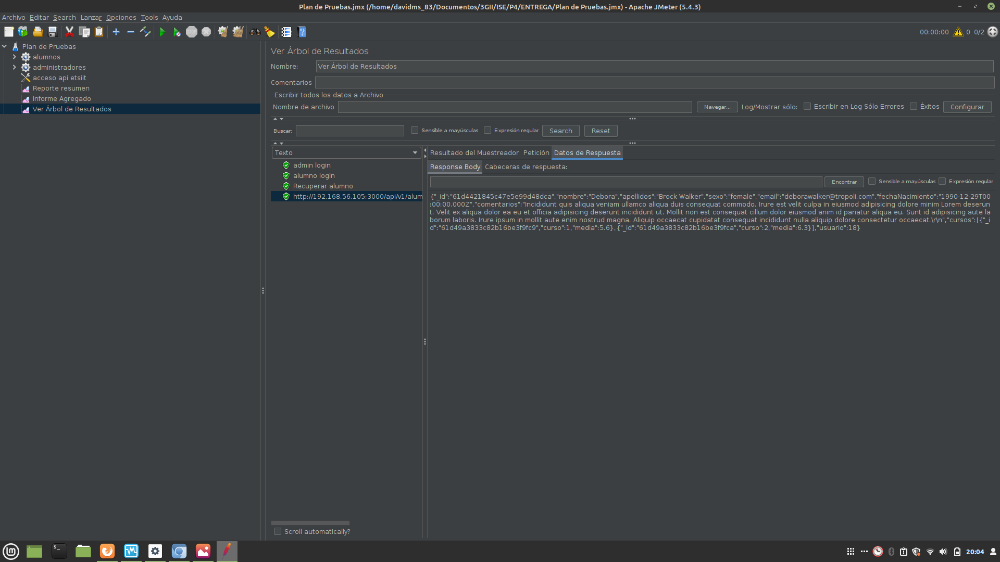 Plan de Pruebas.jmx (/home/davidms_83/Documentos/3GII/ISE/P4/ENTREGA/Plan de Pruebas.jmx) - Apache JMeter (5.4.3)
Archivo Editar Search Lanzar Opciones Tools Ayuda
00:00:00 0 0/2
Plan de Pruebas
alumnos
administradores
acceso api etsiit
Reporte resumen
Informe Agregado
Ver Árbol de Resultados
Ver Árbol de Resultados
Nombre: Ver Árbol de Resultados
Comentarios
Escribir todos los datos a Archivo
Nombre de archivo Navegar... Log/Mostrar sólo: Escribir en Log Sólo Errores Éxitos Configurar
Buscar: Sensible a mayúsculas Expresión regular Search Reset
Texto
admin login
alumno login
Recuperar alumno
http://192.168.56.105:3000/api/v1/alum
Scroll automatically?
Resultado del Muestreador Petición Datos de Respuesta
Response Body Cabeceras de respuesta:
Encontrar Sensible a mayúsculas Expresión regular
{"_id":"61d4421845c47e5e99d48dca","nombre":"Debora","apellidos":"Brock Walker","sexo":"female","email":"deborawalker@tropoli.com","fechaNacimiento":"1990-12-29T00
:00:00.000Z","comentarios":"Incididunt quis aliqua veniam ullamco aliqua duis consequat commodo. Irure est velit culpa in eiusmod adipisicing dolore minim Lorem deserun
t. Velit ex aliqua dolor ea eu et officia adipisicing deserunt incididunt ut. Mollit non est consequat cillum dolor eiusmod anim id pariatur aliqua eu. Sunt id adipisicing aute la
borum laboris. Irure ipsum in mollit aute enim nostrud magna. Aliquip occaecat cupidatat consequat incididunt nulla aliquip dolore consectetur occaecat.\r\n","cursos":[{"_i
d":"61d49a3833c82b16be3f9fc9","curso":1,"media":5.6},{"_id":"61d49a3833c82b16be3f9fca","curso":2,"media":6.3}],"usuario":18}
20:04